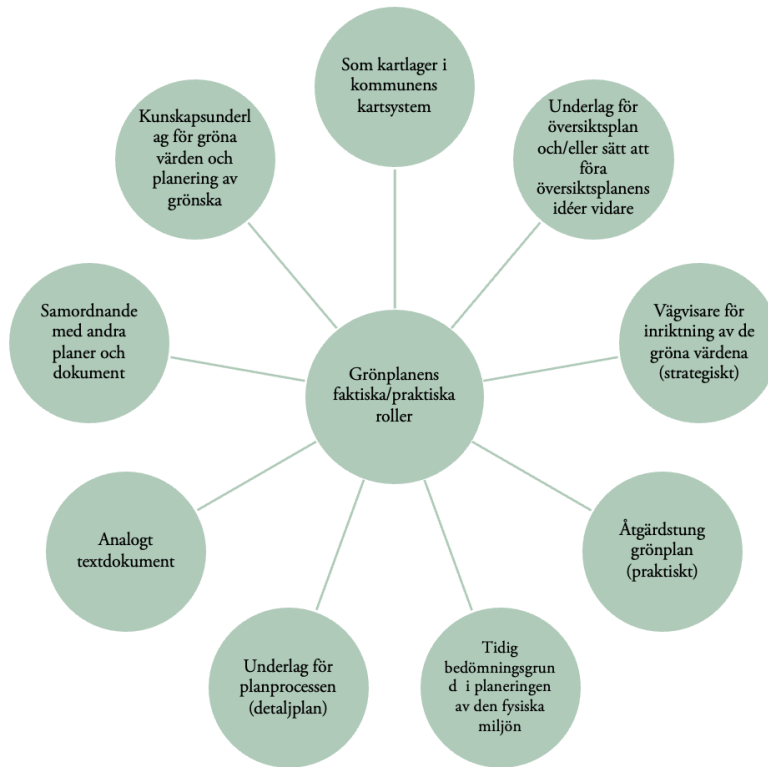 Som kartlager i
kommunens
kartsystem
Underlag för
översiktsplan
och/eller sätt att
föra
översiktsplanens
idéer vidare
Vägvisare för
inriktning av de
gröna värdena
(strategiskt)
Åtgärdstung
grönplan
(praktiskt)
Tidig
bedömningsgrun
d i planeringen
av den fysiska
miljön
Underlag för
planprocessen
(detaljplan)
Analogt
textdokument
Samordnande
med andra
planer och
dokument
Kunskapsunderl
ag för gröna
värden och
planering av
grönska
Grönplanens
faktiska/praktiska
roller